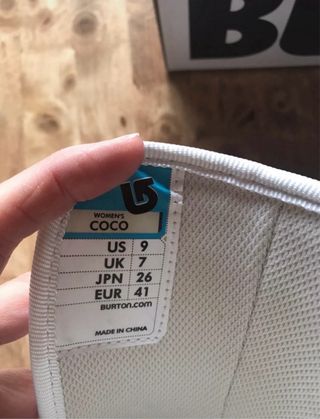 WOMEN'S
COCO
US 9
UK 7
JPN 26
EUR 41
BURTON.COM
MADE IN CHINA